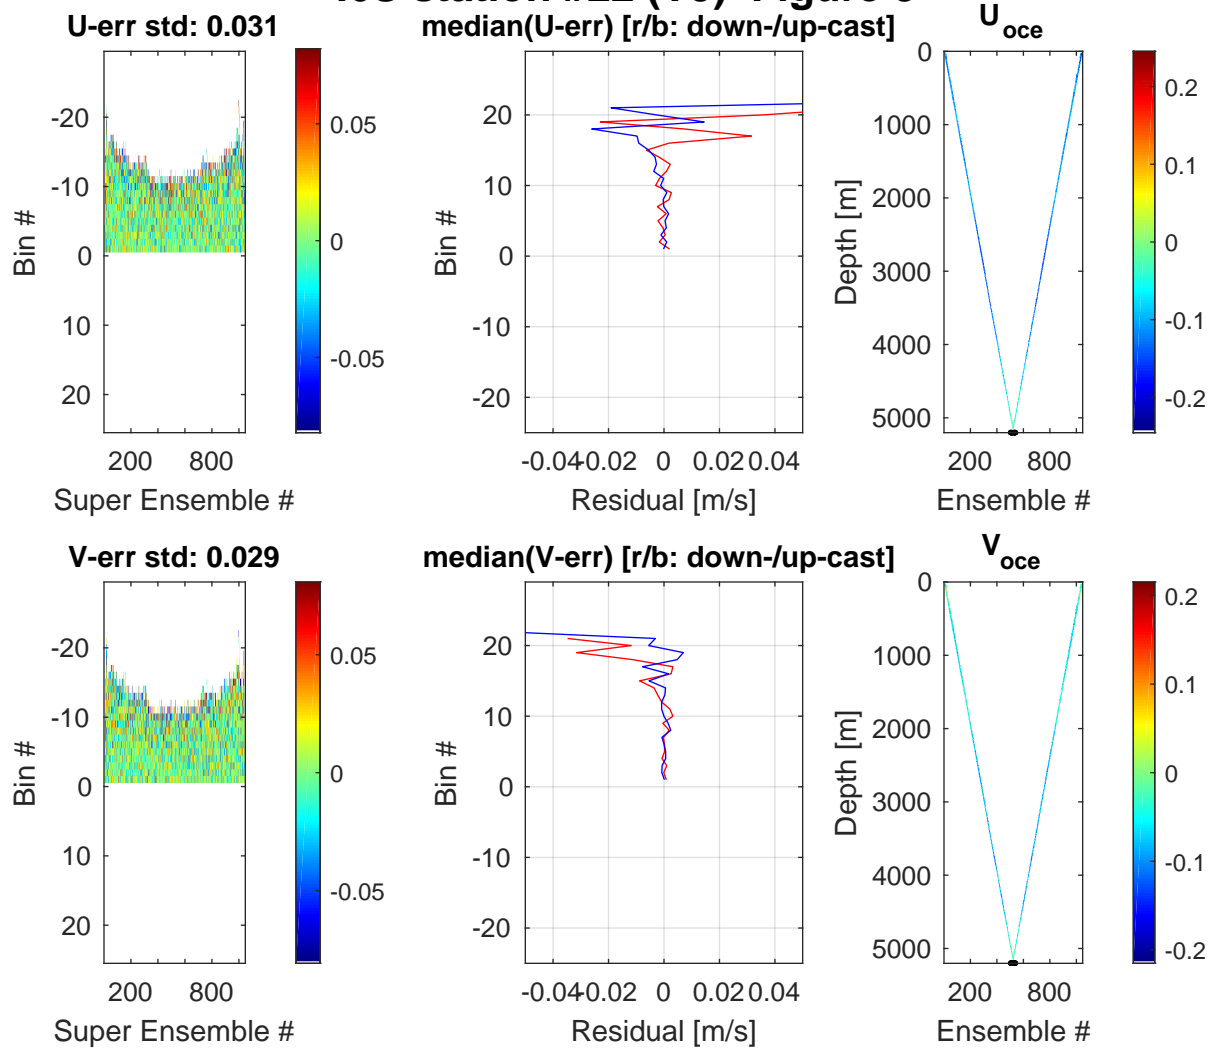 Station Figure
U-err std: 0.031
-20
-10
0
10
20
Bin #
200 800
Super Ensemble #
0.05
0
-0.05
median(U-err) [r/b: down-/up-cast]
20
10
0
-10
-20
Bin #
-0.04 -0.02 0 0.02 0.04
Residual [m/s]
U_oce
0
1000
2000
3000
4000
5000
Depth [m]
200 800
Ensemble #
0.2
0.1
0
-0.1
-0.2
V-err std: 0.029
-20
-10
0
10
20
Bin #
200 800
Super Ensemble #
0.05
0
-0.05
median(V-err) [r/b: down-/up-cast]
20
10
0
-10
-20
Bin #
-0.04 -0.02 0 0.02 0.04
Residual [m/s]
V_oce
0
1000
2000
3000
4000
5000
Depth [m]
200 800
Ensemble #
0.2
0.1
0
-0.1
-0.2